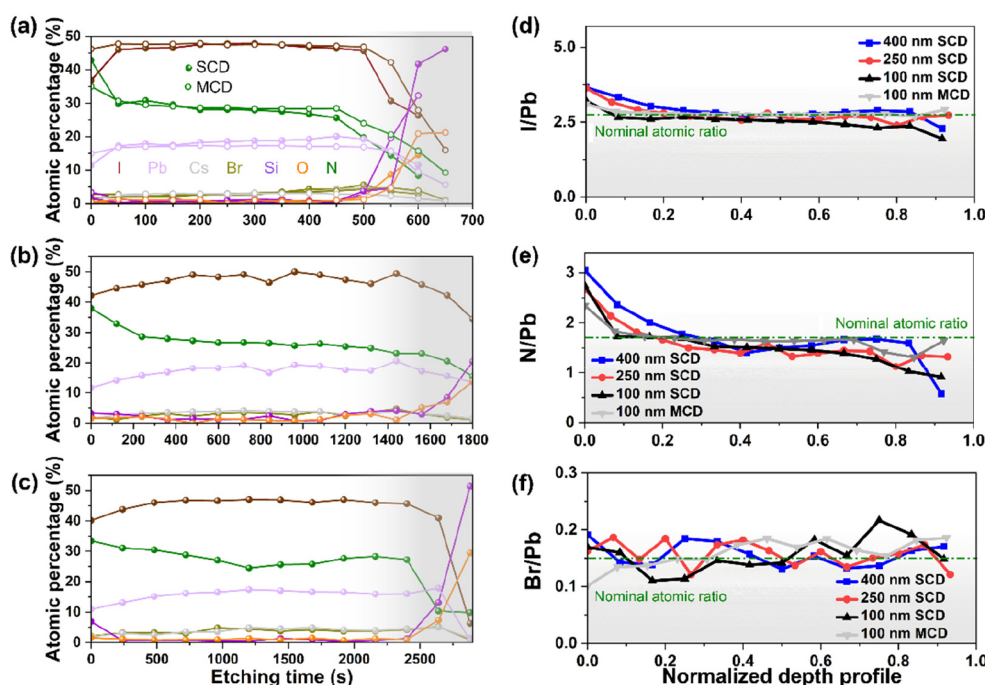 (a)
Atomic percentage (%)
50
40
30
20
10
0
SCD
MCD
I Pb Cs Br Si O N
0 100 200 300 400 500 600 700
(b)
Atomic percentage (%)
50
40
30
20
10
0
0 200 400 600 800 1000 1200 1400 1600 1800
(c)
Atomic percentage (%)
50
40
30
20
10
0
0 500 1000 1500 2000 2500
Etching time (s)
(d)
I/Pb
5.0
2.5
0.0
400 nm SCD
250 nm SCD
100 nm SCD
100 nm MCD
Nominal atomic ratio
0.0 0.2 0.4 0.6 0.8 1.0
(e)
N/Pb
3
2
1
0
Nominal atomic ratio
400 nm SCD
250 nm SCD
100 nm SCD
100 nm MCD
0.0 0.2 0.4 0.6 0.8 1.0
(f)
Br/Pb
0.3
0.2
0.1
0.0
Nominal atomic ratio
400 nm SCD
250 nm SCD
100 nm SCD
100 nm MCD
0.0 0.2 0.4 0.6 0.8 1.0
Normalized depth profile